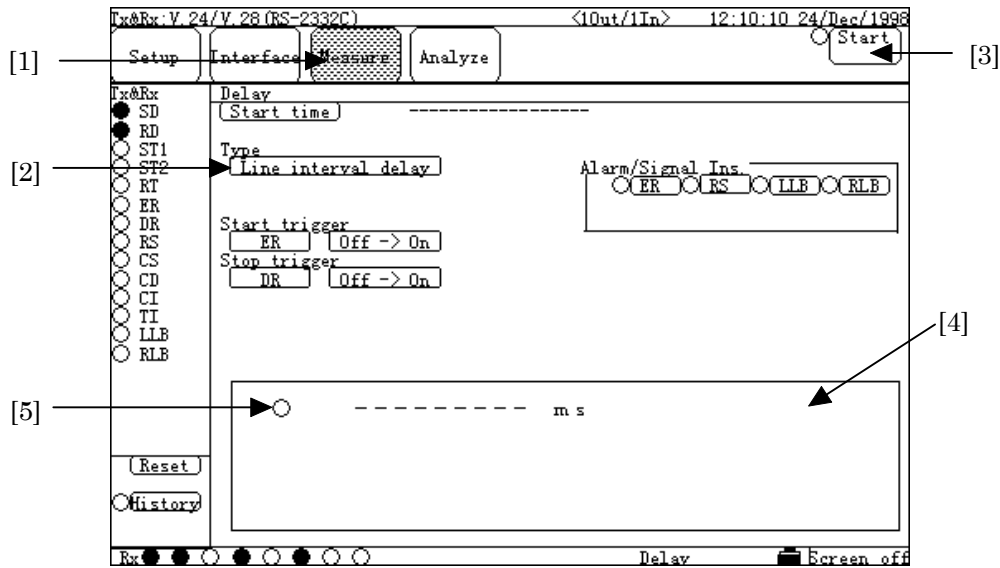 Tx&Rx:V.24/V.28(RS-2332C) <1Out/1In> 12:10:10 24/Dec/1998
Setup Interface Measure Analyze Start
[1] [3]
Tx&Rx Delay
SD Start time ------------------
RD
ST1 Type
[2] ST2 Line interval delay Alarm/Signal Ins.
RT ER RS LLB RLB
ER
DR Start trigger
RS ER Off -> On
CS Stop trigger
CD DR Off -> On
CI
TI
LLB [4]
RLB
[5] --------- ms
Reset
History
Rx Delay Screen off